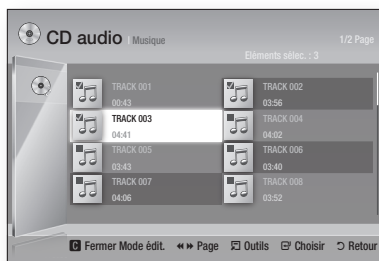 CD audio | Musique
1/2 Page
Eléments sélec. : 3
TRACK 001
00:43
TRACK 002
03:56
TRACK 003
04:41
TRACK 004
04:02
TRACK 005
03:43
TRACK 006
03:40
TRACK 007
04:06
TRACK 008
03:52
C Fermer Mode édit. Page Outils Choisir Retour